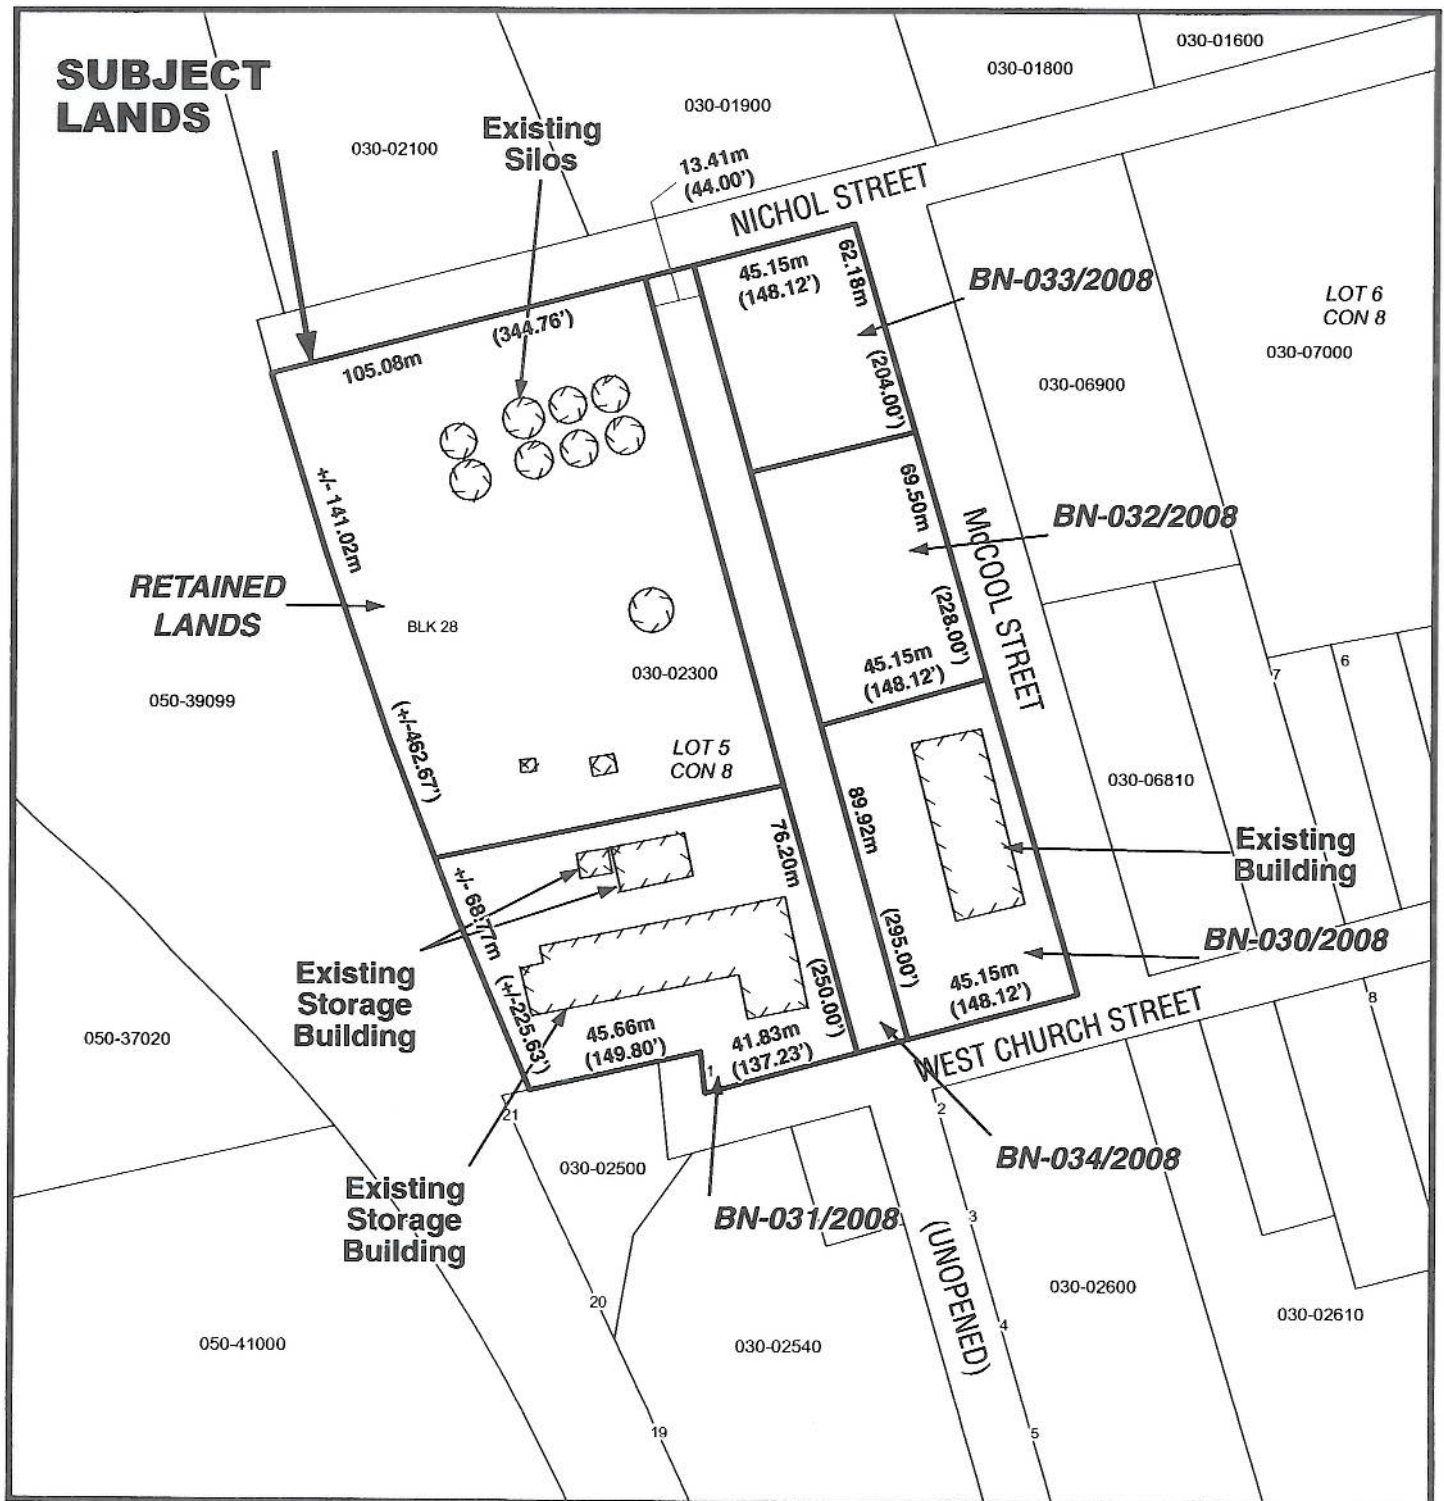 SUBJECT
LANDS
030-01600
030-01800
030-01900
030-02100
Existing
Silos
13.41m
(44.00')
NICHOL STREET
45.15m
(148.12')
62.18m
(204.00')
BN-033/2008
LOT 6
CON 8
030-07000
030-06900
(344.76')
105.08m
+/- 141.02m
(+/-462.67')
69.50m
(228.00')
BN-032/2008
McCOOL STREET
RETAINED
LANDS
BLK 28
030-02300
050-39099
45.15m
(148.12')
7
6
LOT 5
CON 8
030-06810
89.92m
(295.00')
76.20m
(250.00')
Existing
Building
BN-030/2008
+/- 68.77m
(+/-225.63')
Existing
Storage
Building
45.15m
(148.12')
8
050-37020
45.66m
(149.80')
41.83m
(137.23')
1
WEST CHURCH STREET
21
2
030-02500
BN-034/2008
Existing
Storage
Building
BN-031/2008
3
(UNOPENED)
030-02600
20
4
030-02610
050-41000
030-02540
19
5